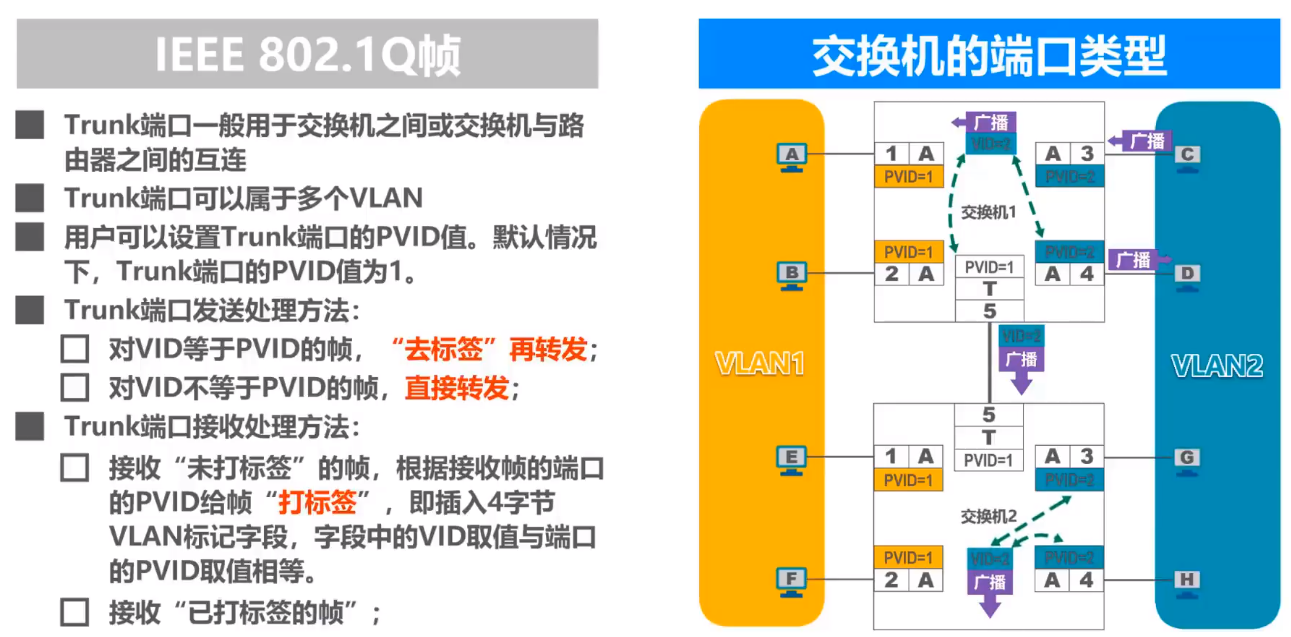 IEEE 802.1Q帧
Trunk端口一般用于交换机之间或交换机与路
由器之间的互连
Trunk端口可以属于多个VLAN
用户可以设置Trunk端口的PVID值。默认情况
下，Trunk端口的PVID值为1。
Trunk端口发送处理方法：
对VID等于PVID的帧，“去标签”再转发；
对VID不等于PVID的帧，直接转发；
Trunk端口接收处理方法：
接收“未打标签”的帧，根据接收帧的端口
的PVID给帧“打标签”，即插入4字节
VLAN标记字段，字段中的VID取值与端口
的PVID取值相等。
接收“已打标签的帧”；
交换机的端口类型
VLAN1
VLAN2
广播
VID=2
A
1 A
PVID=1
A 3
PVID=2
广播
C
交换机1
B
PVID=1
2 A
PVID=1
T
5
PVID=2
A 4
广播
D
VID=2
广播
5
T
PVID=1
E
1 A
PVID=1
A 3
PVID=2
G
交换机2
F
PVID=1
2 A
VID=2
广播
PVID=2
A 4
H